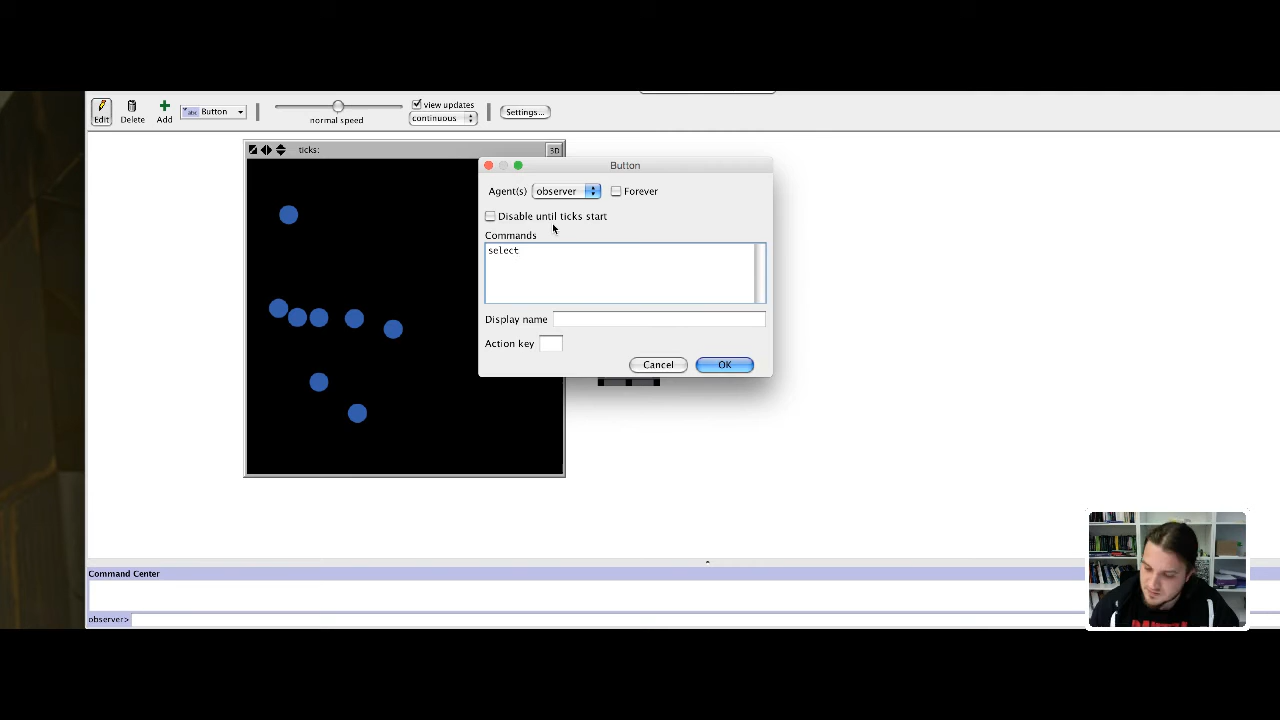 Edit Delete Add Button normal speed view updates continuous Settings...
ticks: 3D
Button
Agent(s) observer Forever
Disable until ticks start
Commands
select
Display name
Action key
Cancel OK
Command Center
observer>